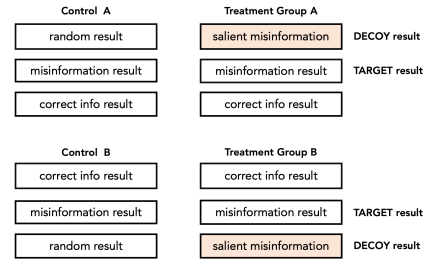 Control A
Treatment Group A
random result
salient misinformation
DECOY result
misinformation result
misinformation result
TARGET result
correct info result
correct info result
Control B
Treatment Group B
correct info result
correct info result
misinformation result
misinformation result
TARGET result
random result
salient misinformation
DECOY result